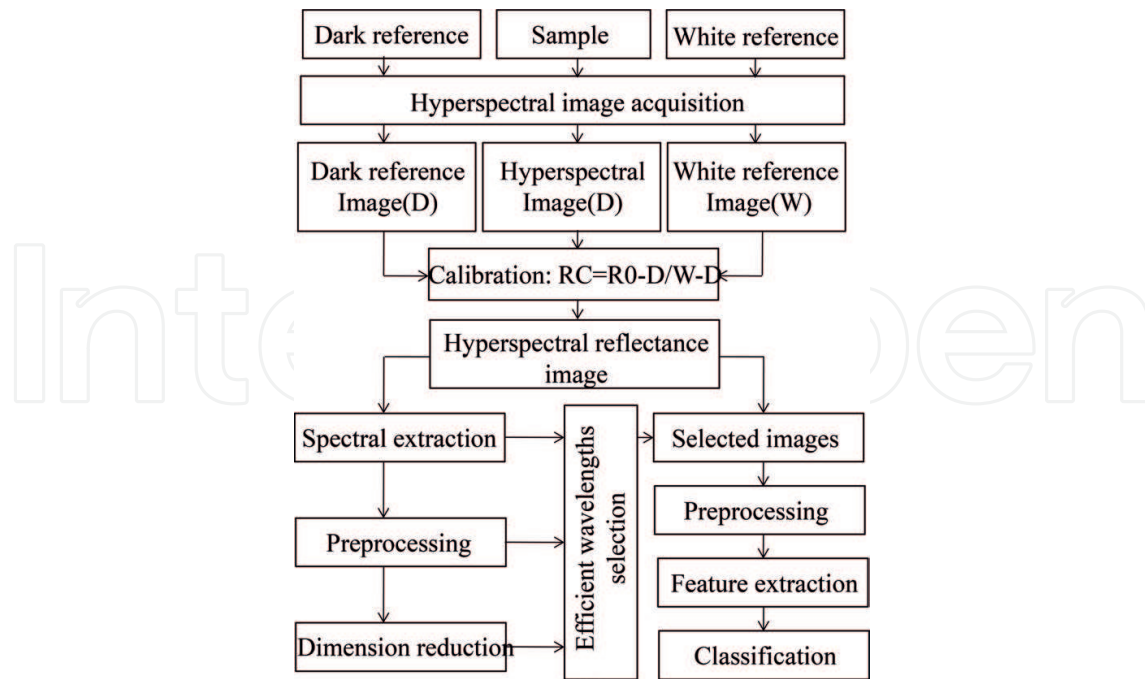 Dark reference
Sample
White reference
Hyperspectral image acquisition
Dark reference
Image(D)
Hyperspectral
Image(D)
White reference
Image(W)
Calibration: RC=R0-D/W-D
Hyperspectral reflectance
image
Spectral extraction
Efficient wavelengths
selection
Selected images
Preprocessing
Preprocessing
Feature extraction
Dimension reduction
Classification